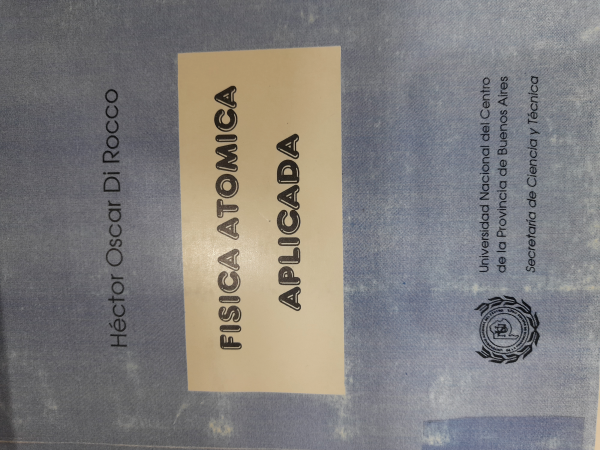 Héctor Oscar Di Rocco
FISICA ATOMICA
APLICADA
Universidad Nacional del Centro
de la Provincia de Buenos Aires
Secretaría de Ciencia y Técnica